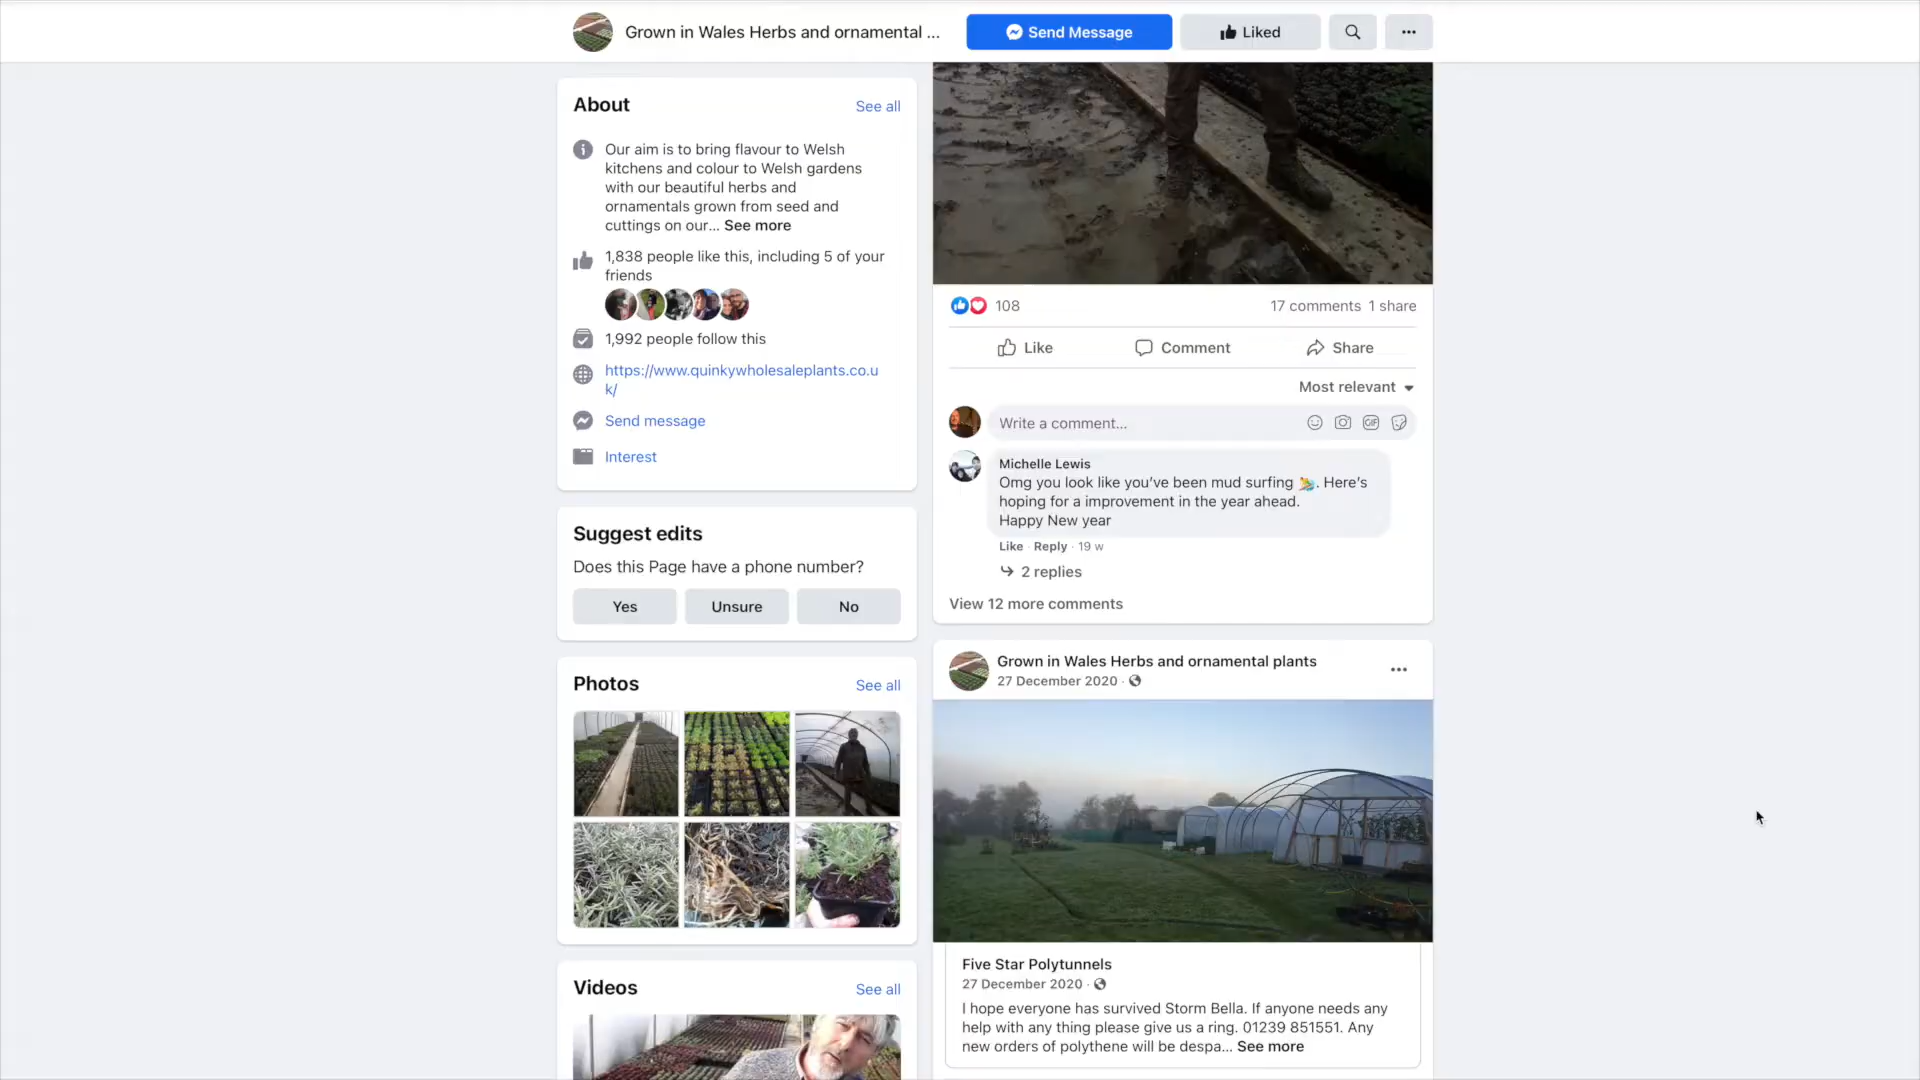 Grown in Wales Herbs and ornamental ...
Send Message
Liked
About
See all
Our aim is to bring flavour to Welsh
kitchens and colour to Welsh gardens
with our beautiful herbs and
ornamentals grown from seed and
cuttings on our... See more
1,838 people like this, including 5 of your
friends
1,992 people follow this
https://www.quinkywholesaleplants.co.u
k/
Send message
Interest
Suggest edits
Does this Page have a phone number?
Yes
Unsure
No
Photos
See all
Videos
See all
108
17 comments 1 share
Like
Comment
Share
Most relevant
Write a comment...
GIF
Michelle Lewis
Omg you look like you've been mud surfing 🏄. Here's
hoping for a improvement in the year ahead.
Happy New year
Like · Reply · 19 w
2 replies
View 12 more comments
Grown in Wales Herbs and ornamental plants
27 December 2020 ·
Five Star Polytunnels
27 December 2020 ·
I hope everyone has survived Storm Bella. If anyone needs any
help with any thing please give us a ring. 01239 851551. Any
new orders of polythene will be despa... See more